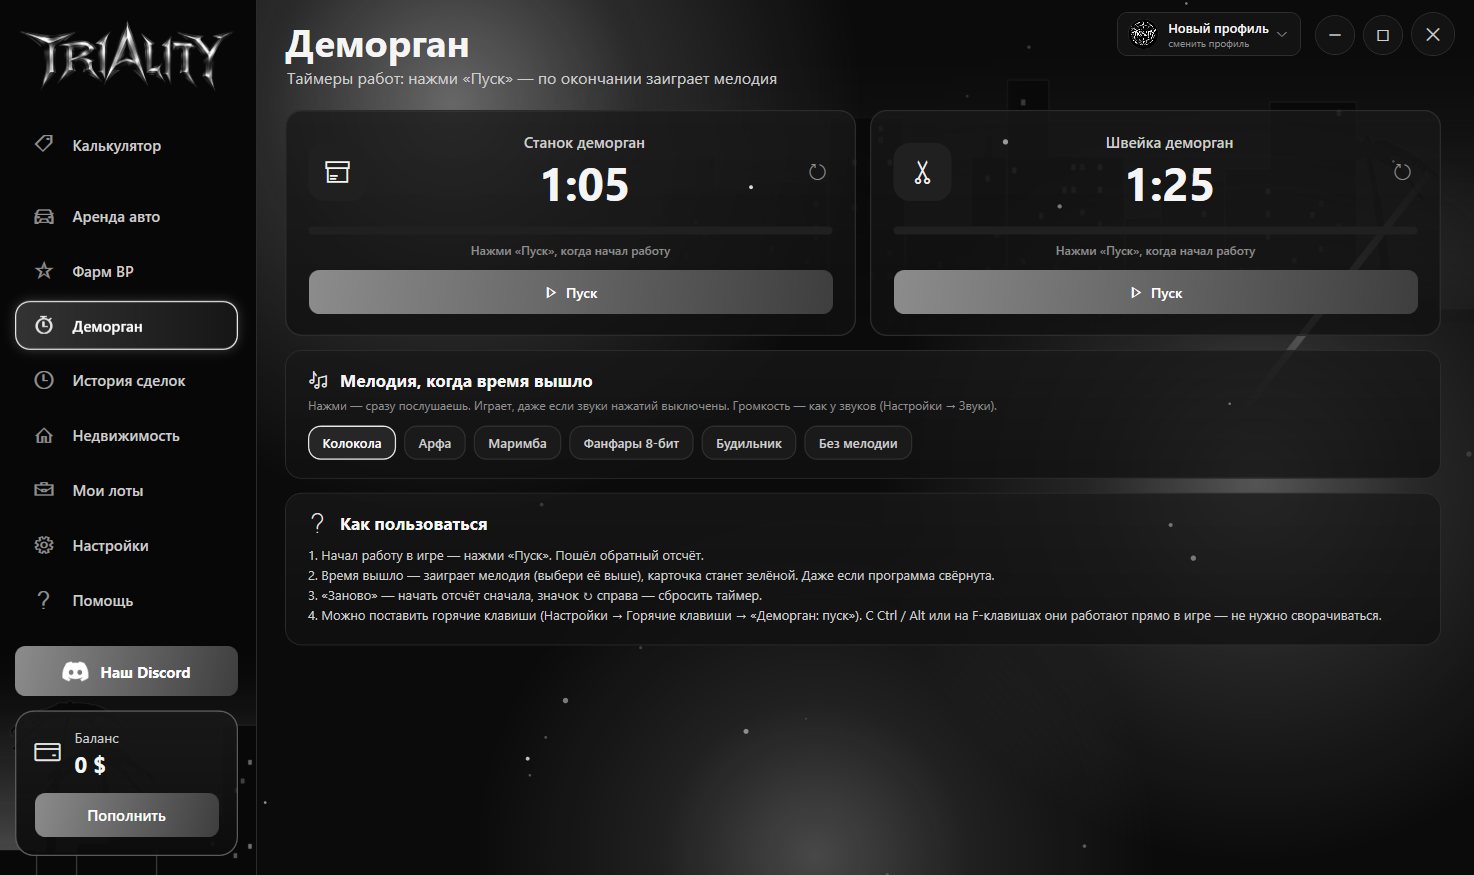 TRIALITY
Калькулятор
Аренда авто
Фарм BP
Деморган
История сделок
Недвижимость
Мои лоты
Настройки
Помощь
Наш Discord
Баланс
0 $
Пополнить
Деморган
Таймеры работ: нажми «Пуск» — по окончании заиграет мелодия
Новый профиль
сменить профиль
Станок деморган
1:05
Нажми «Пуск», когда начал работу
Пуск
Швейка деморган
1:25
Нажми «Пуск», когда начал работу
Пуск
Мелодия, когда время вышло
Нажми — сразу послушаешь. Играет, даже если звуки нажатий выключены. Громкость — как у звуков (Настройки → Звуки).
Колокола
Арфа
Маримба
Фанфары 8-бит
Будильник
Без мелодии
Как пользоваться
1. Начал работу в игре — нажми «Пуск». Пошёл обратный отсчёт.
2. Время вышло — заиграет мелодия (выбери её выше), карточка станет зелёной. Даже если программа свёрнута.
3. «Заново» — начать отсчёт сначала, значок ↻ справа — сбросить таймер.
4. Можно поставить горячие клавиши (Настройки → Горячие клавиши → «Деморган: пуск»). С Ctrl / Alt или на F-клавишах они работают прямо в игре — не нужно сворачиваться.